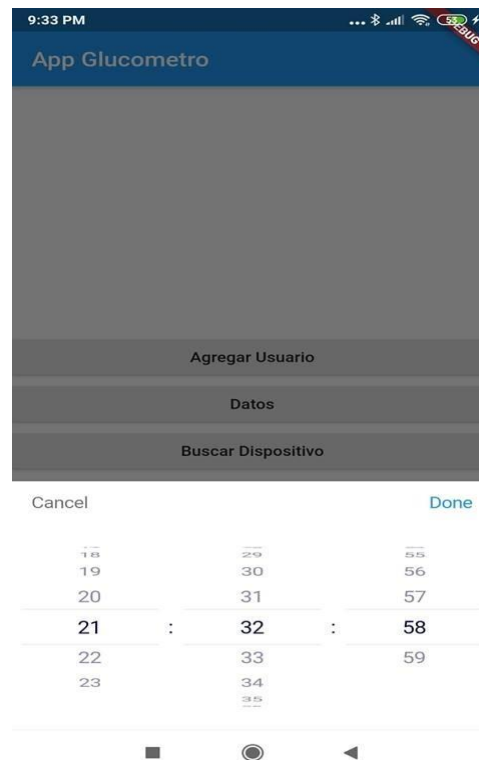 9:33 PM
53
DEBUG
App Glucometro
Agregar Usuario
Datos
Buscar Dispositivo
Cancel Done
18 29 55
19 30 56
20 31 57
21 : 32 : 58
22 33 59
23 34
35